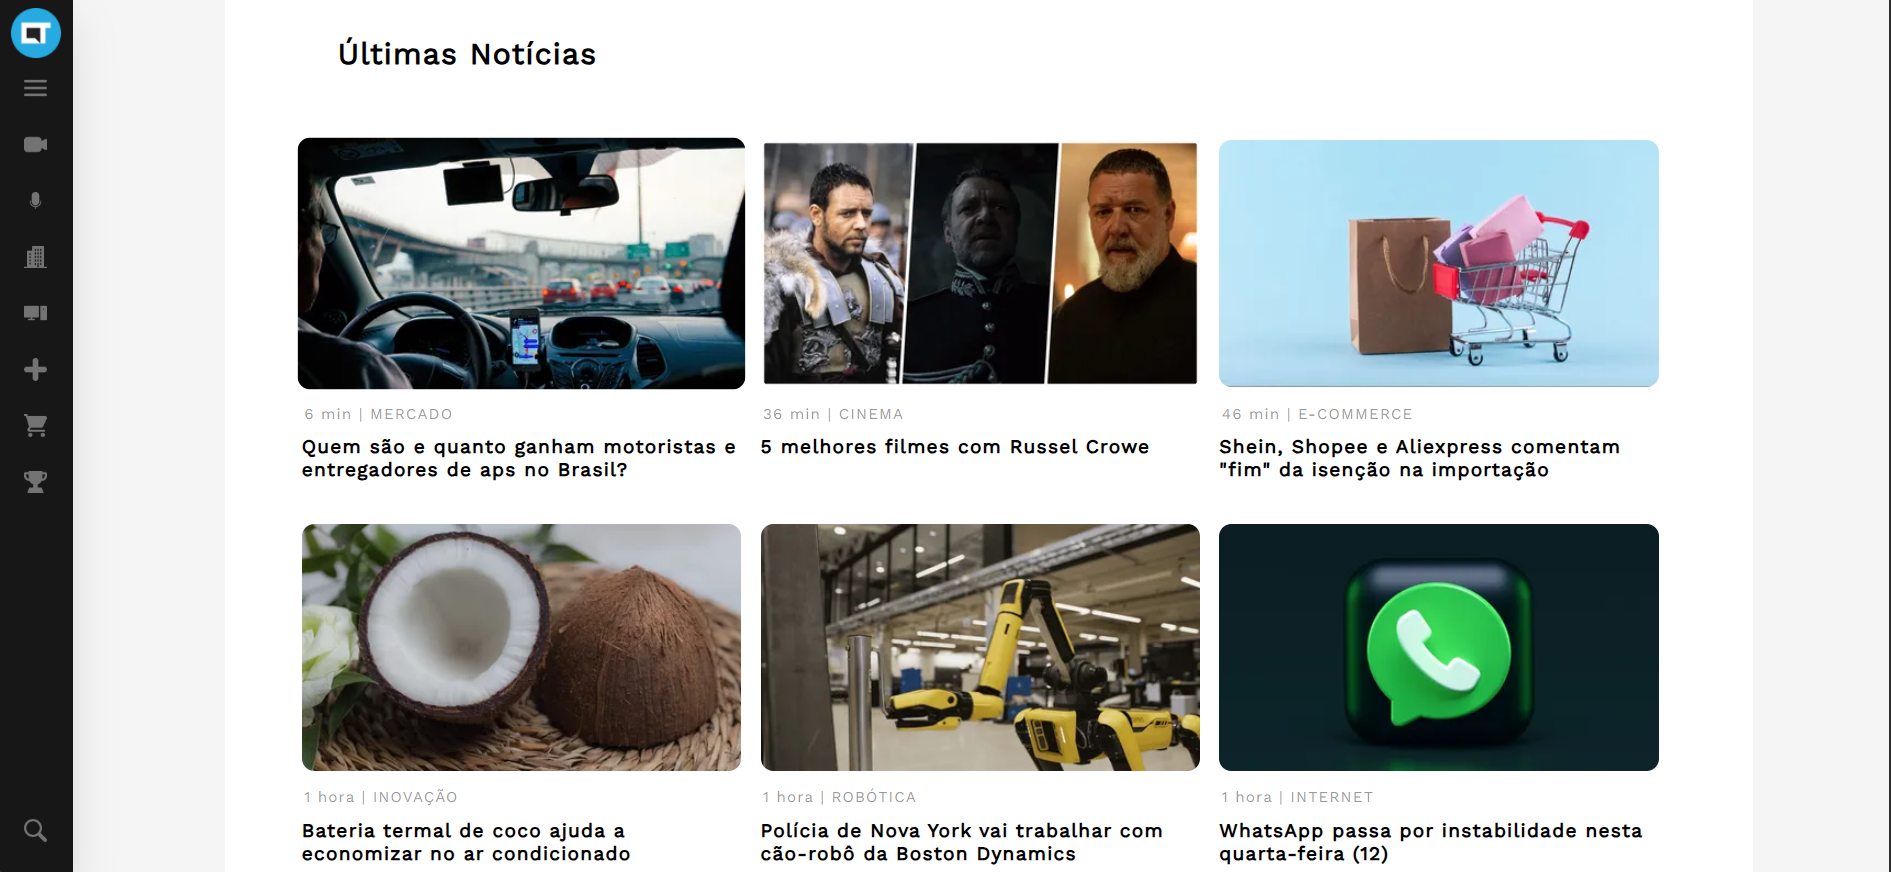 CT
Últimas Notícias
6 min | MERCADO
Quem são e quanto ganham motoristas e
entregadores de aps no Brasil?
36 min | CINEMA
5 melhores filmes com Russel Crowe
46 min | E-COMMERCE
Shein, Shopee e Aliexpress comentam
"fim" da isenção na importação
1 hora | INOVAÇÃO
Bateria termal de coco ajuda a
economizar no ar condicionado
1 hora | ROBÓTICA
Polícia de Nova York vai trabalhar com
cão-robô da Boston Dynamics
1 hora | INTERNET
WhatsApp passa por instabilidade nesta
quarta-feira (12)